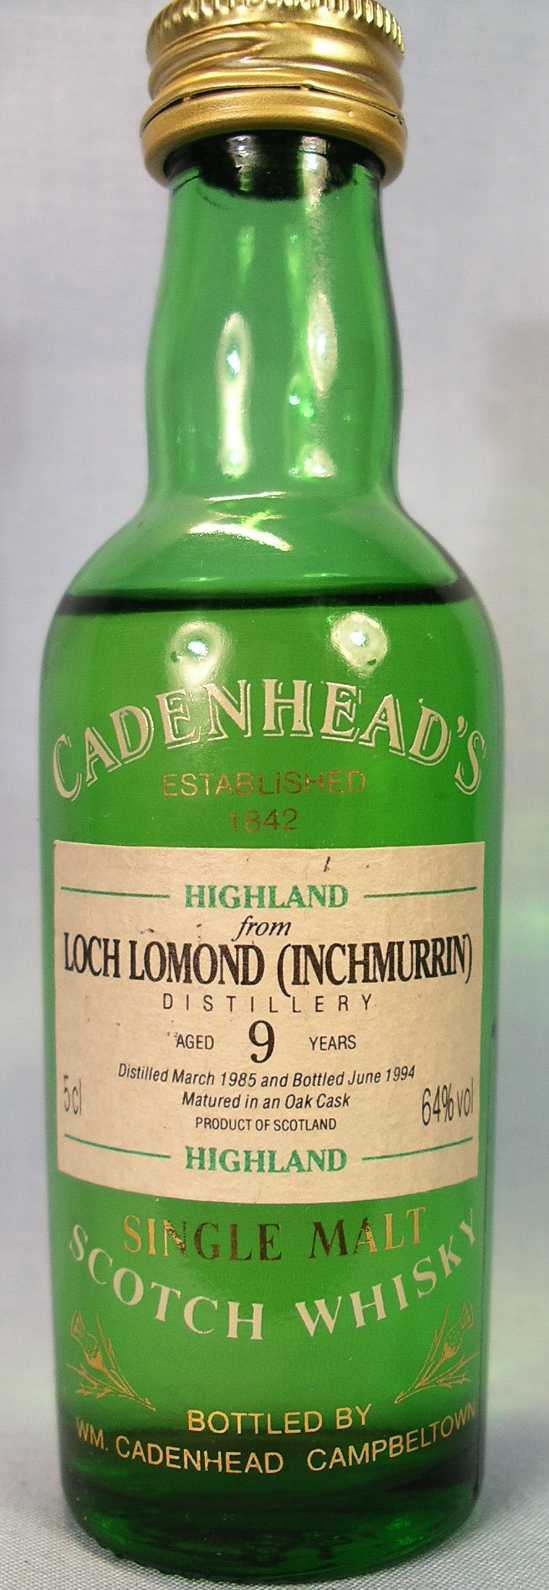 CADENHEAD'S
ESTABLISHED
1842
HIGHLAND
from
LOCH LOMOND (INCHMURRIN)
DISTILLERY
AGED 9 YEARS
Distilled March 1985 and Bottled June 1994
5cl Matured in an Oak Cask 64% vol
PRODUCT OF SCOTLAND
HIGHLAND
SINGLE MALT
SCOTCH WHISKY
BOTTLED BY
WM. CADENHEAD CAMPBELTOWN